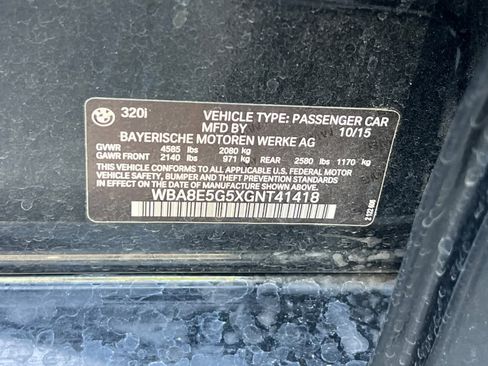 320i VEHICLE TYPE: PASSENGER CAR
MFD BY 10/15
BAYERISCHE MOTOREN WERKE AG
GVWR 4585 lbs 2080 kg
GAWR FRONT 2140 lbs 971 kg REAR 2580 lbs 1170 kg
THIS VEHICLE CONFORMS TO ALL APPLICABLE
U.S. FEDERAL MOTOR VEHICLE
SAFETY, BUMPER AND THEFT PREVENTION STANDARDS
IN EFFECT ON THE DATE OF MANUFACTURE SHOWN ABOVE.
WBA8E5G5XGNT41418